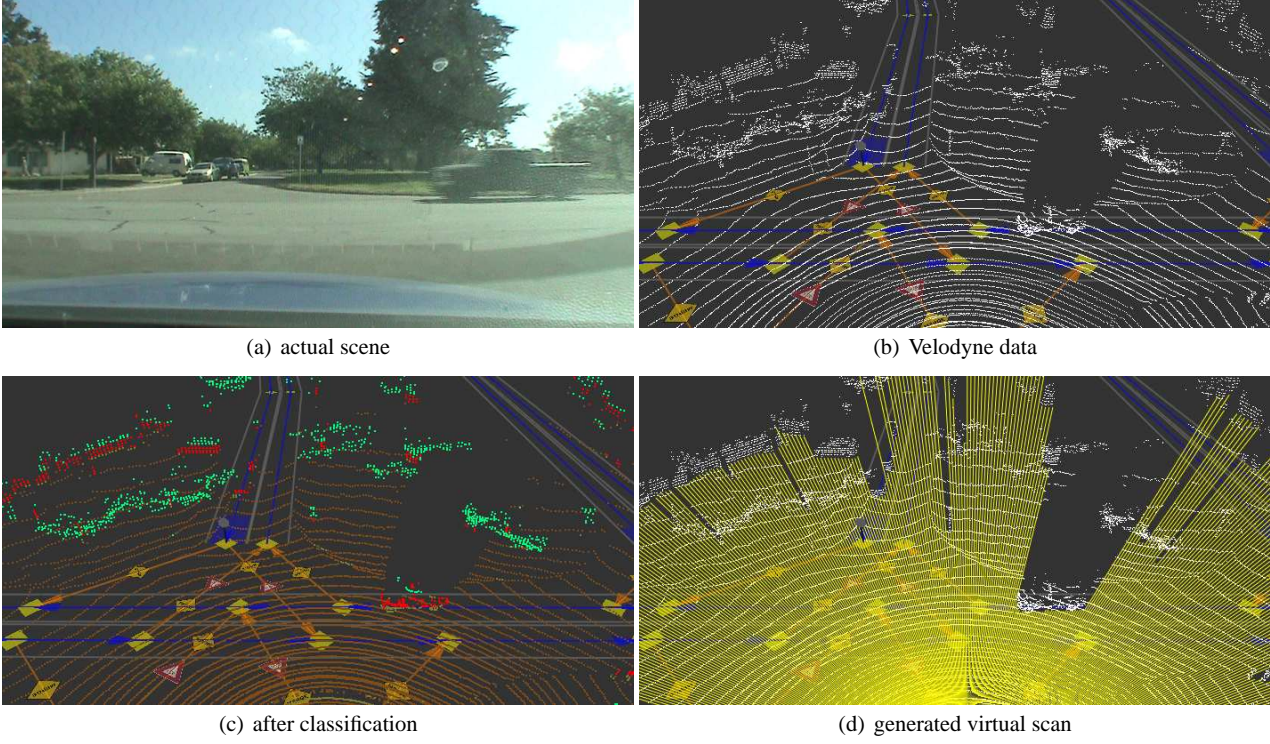 (a) actual scene
(b) Velodyne data
(c) after classification
(d) generated virtual scan